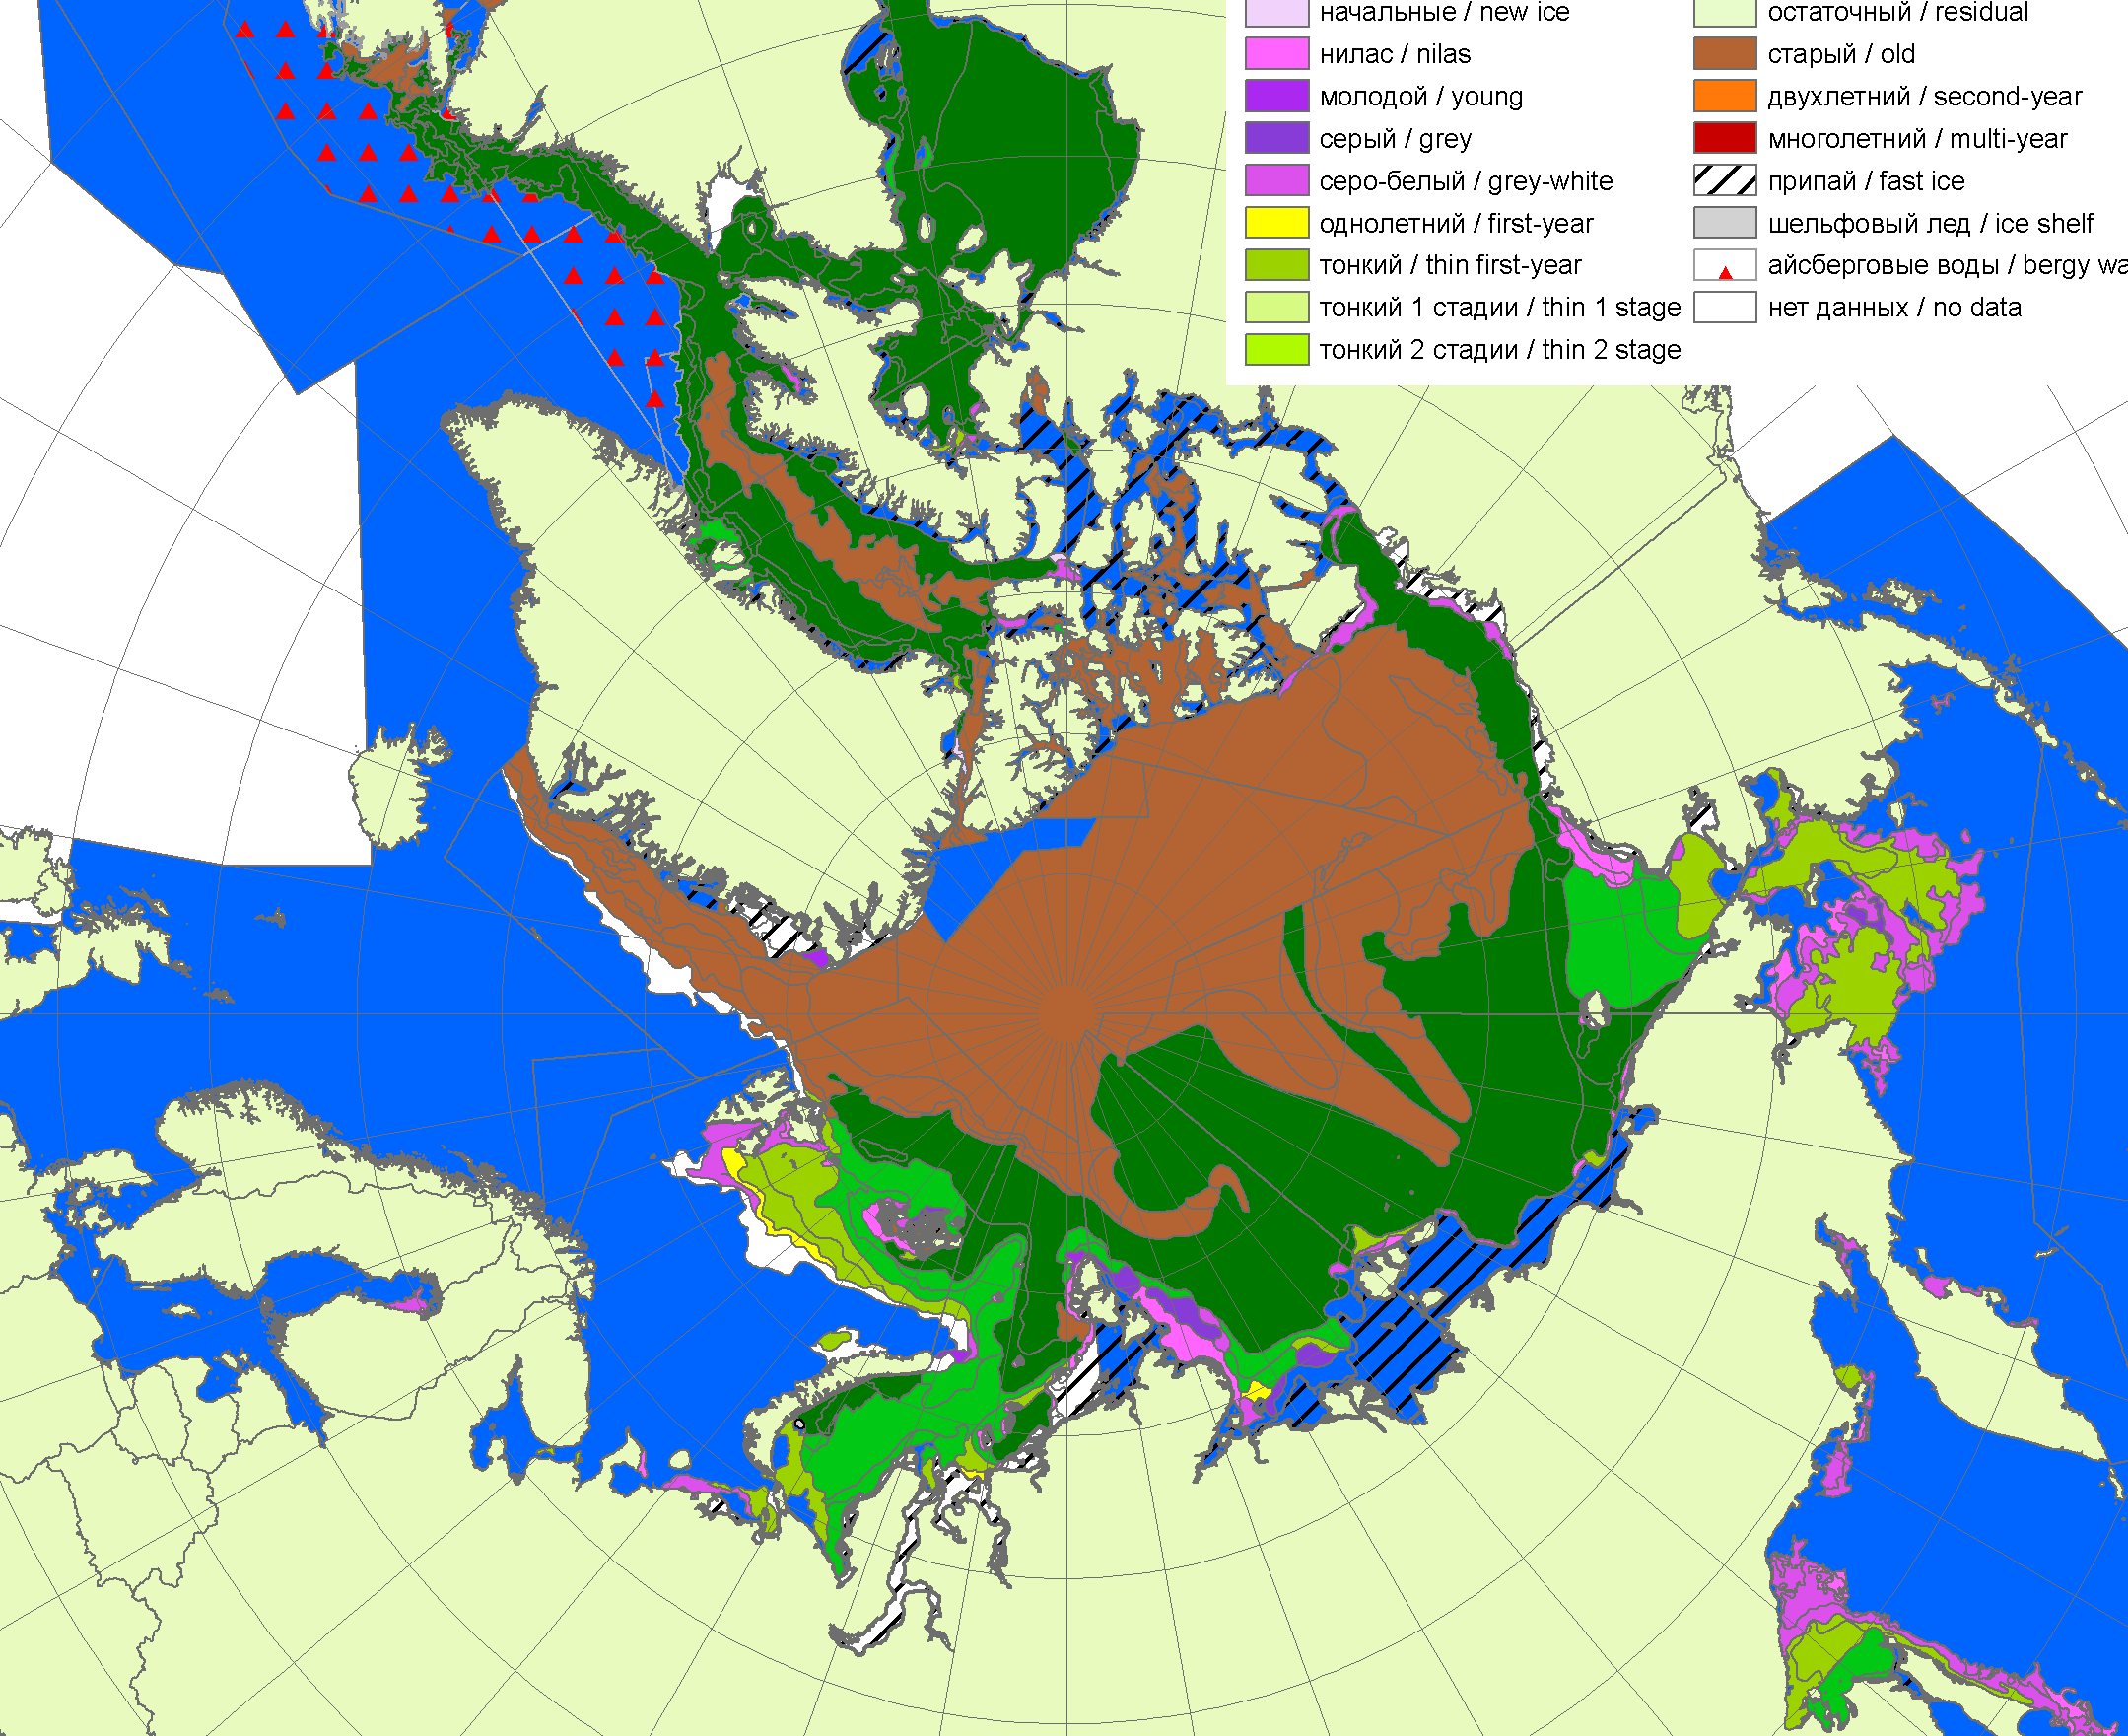 начальные / new ice
нилас / nilas
молодой / young
серый / grey
серо-белый / grey-white
однолетний / first-year
тонкий / thin first-year
тонкий 1 стадии / thin 1 stage
тонкий 2 стадии / thin 2 stage
остаточный / residual
старый / old
двухлетний / second-year
многолетний / multi-year
припай / fast ice
шельфовый лед / ice shelf
айсберговые воды / bergy wa
нет данных / no data